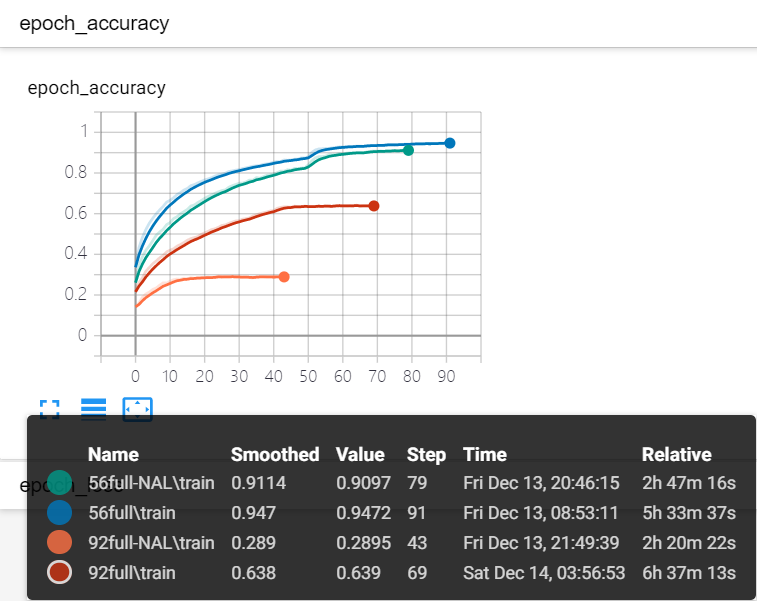 epoch_accuracy
epoch_accuracy
1
0.8
0.6
0.4
0.2
0
0 10 20 30 40 50 60 70 80 90
Name Smoothed Value Step Time Relative
56full-NAL\train 0.9114 0.9097 79 Fri Dec 13, 20:46:15 2h 47m 16s
56full\train 0.947 0.9472 91 Fri Dec 13, 08:53:11 5h 33m 37s
92full-NAL\train 0.289 0.2895 43 Fri Dec 13, 21:49:39 2h 20m 22s
92full\train 0.638 0.639 69 Sat Dec 14, 03:56:53 6h 37m 13s